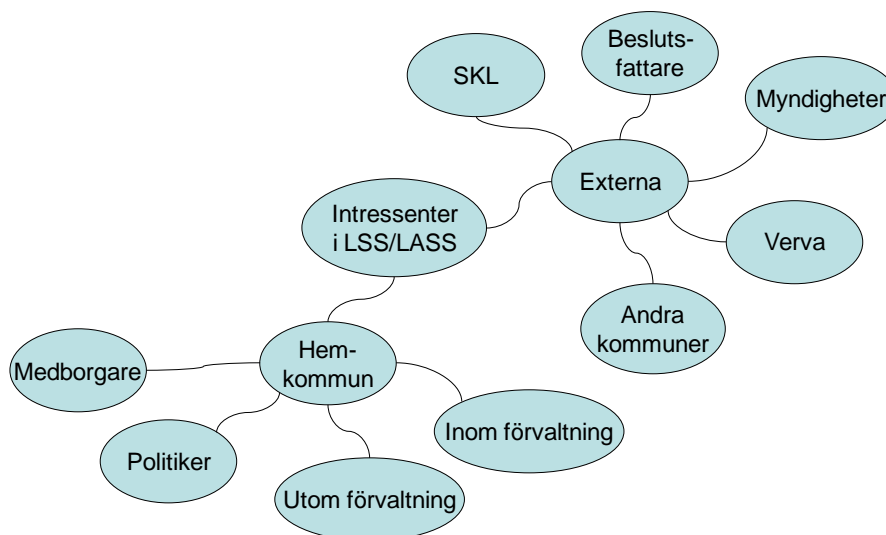 Besluts-
fattare
SKL
Myndigheter
Externa
Intressenter
i LSS/LASS
Verva
Andra
kommuner
Hem-
kommun
Medborgare
Inom förvaltning
Politiker
Utom förvaltning